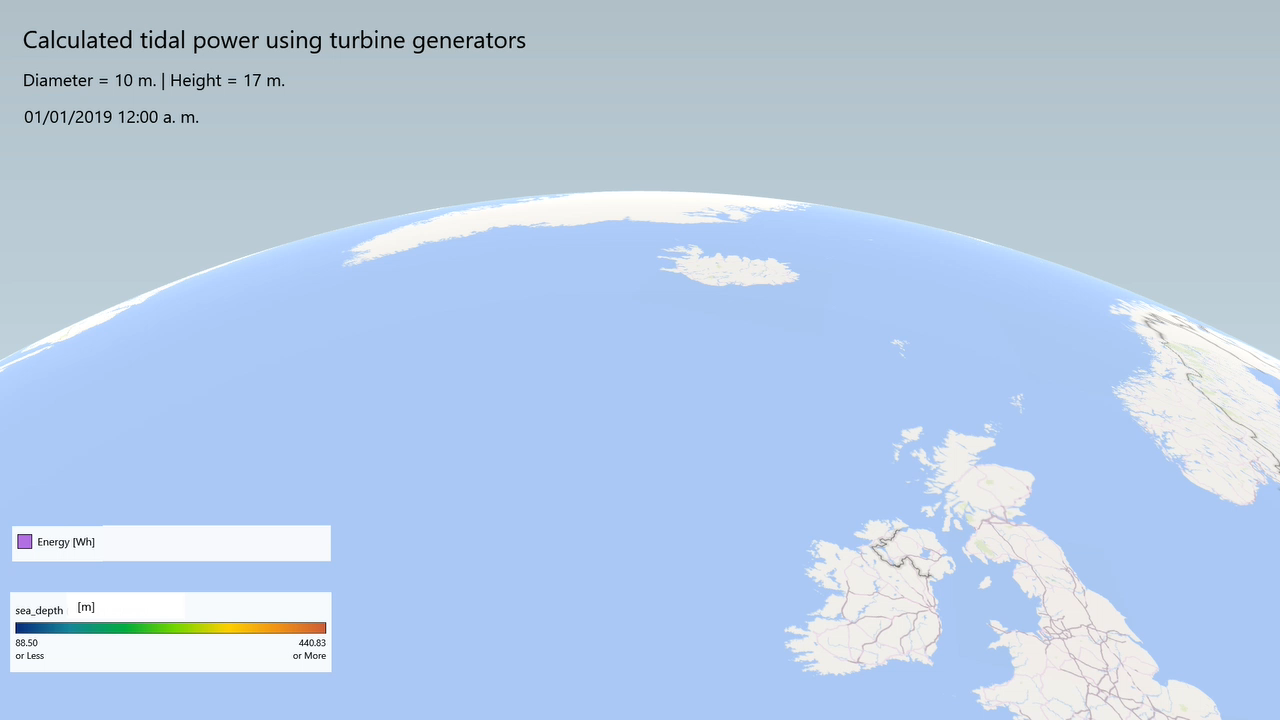 Calculated tidal power using turbine generators
Diameter = 10 m. | Height = 17 m.
01/01/2019 12:00 a. m.
Energy [Wh]
sea_depth [m]
88.50 440.83
or Less or More